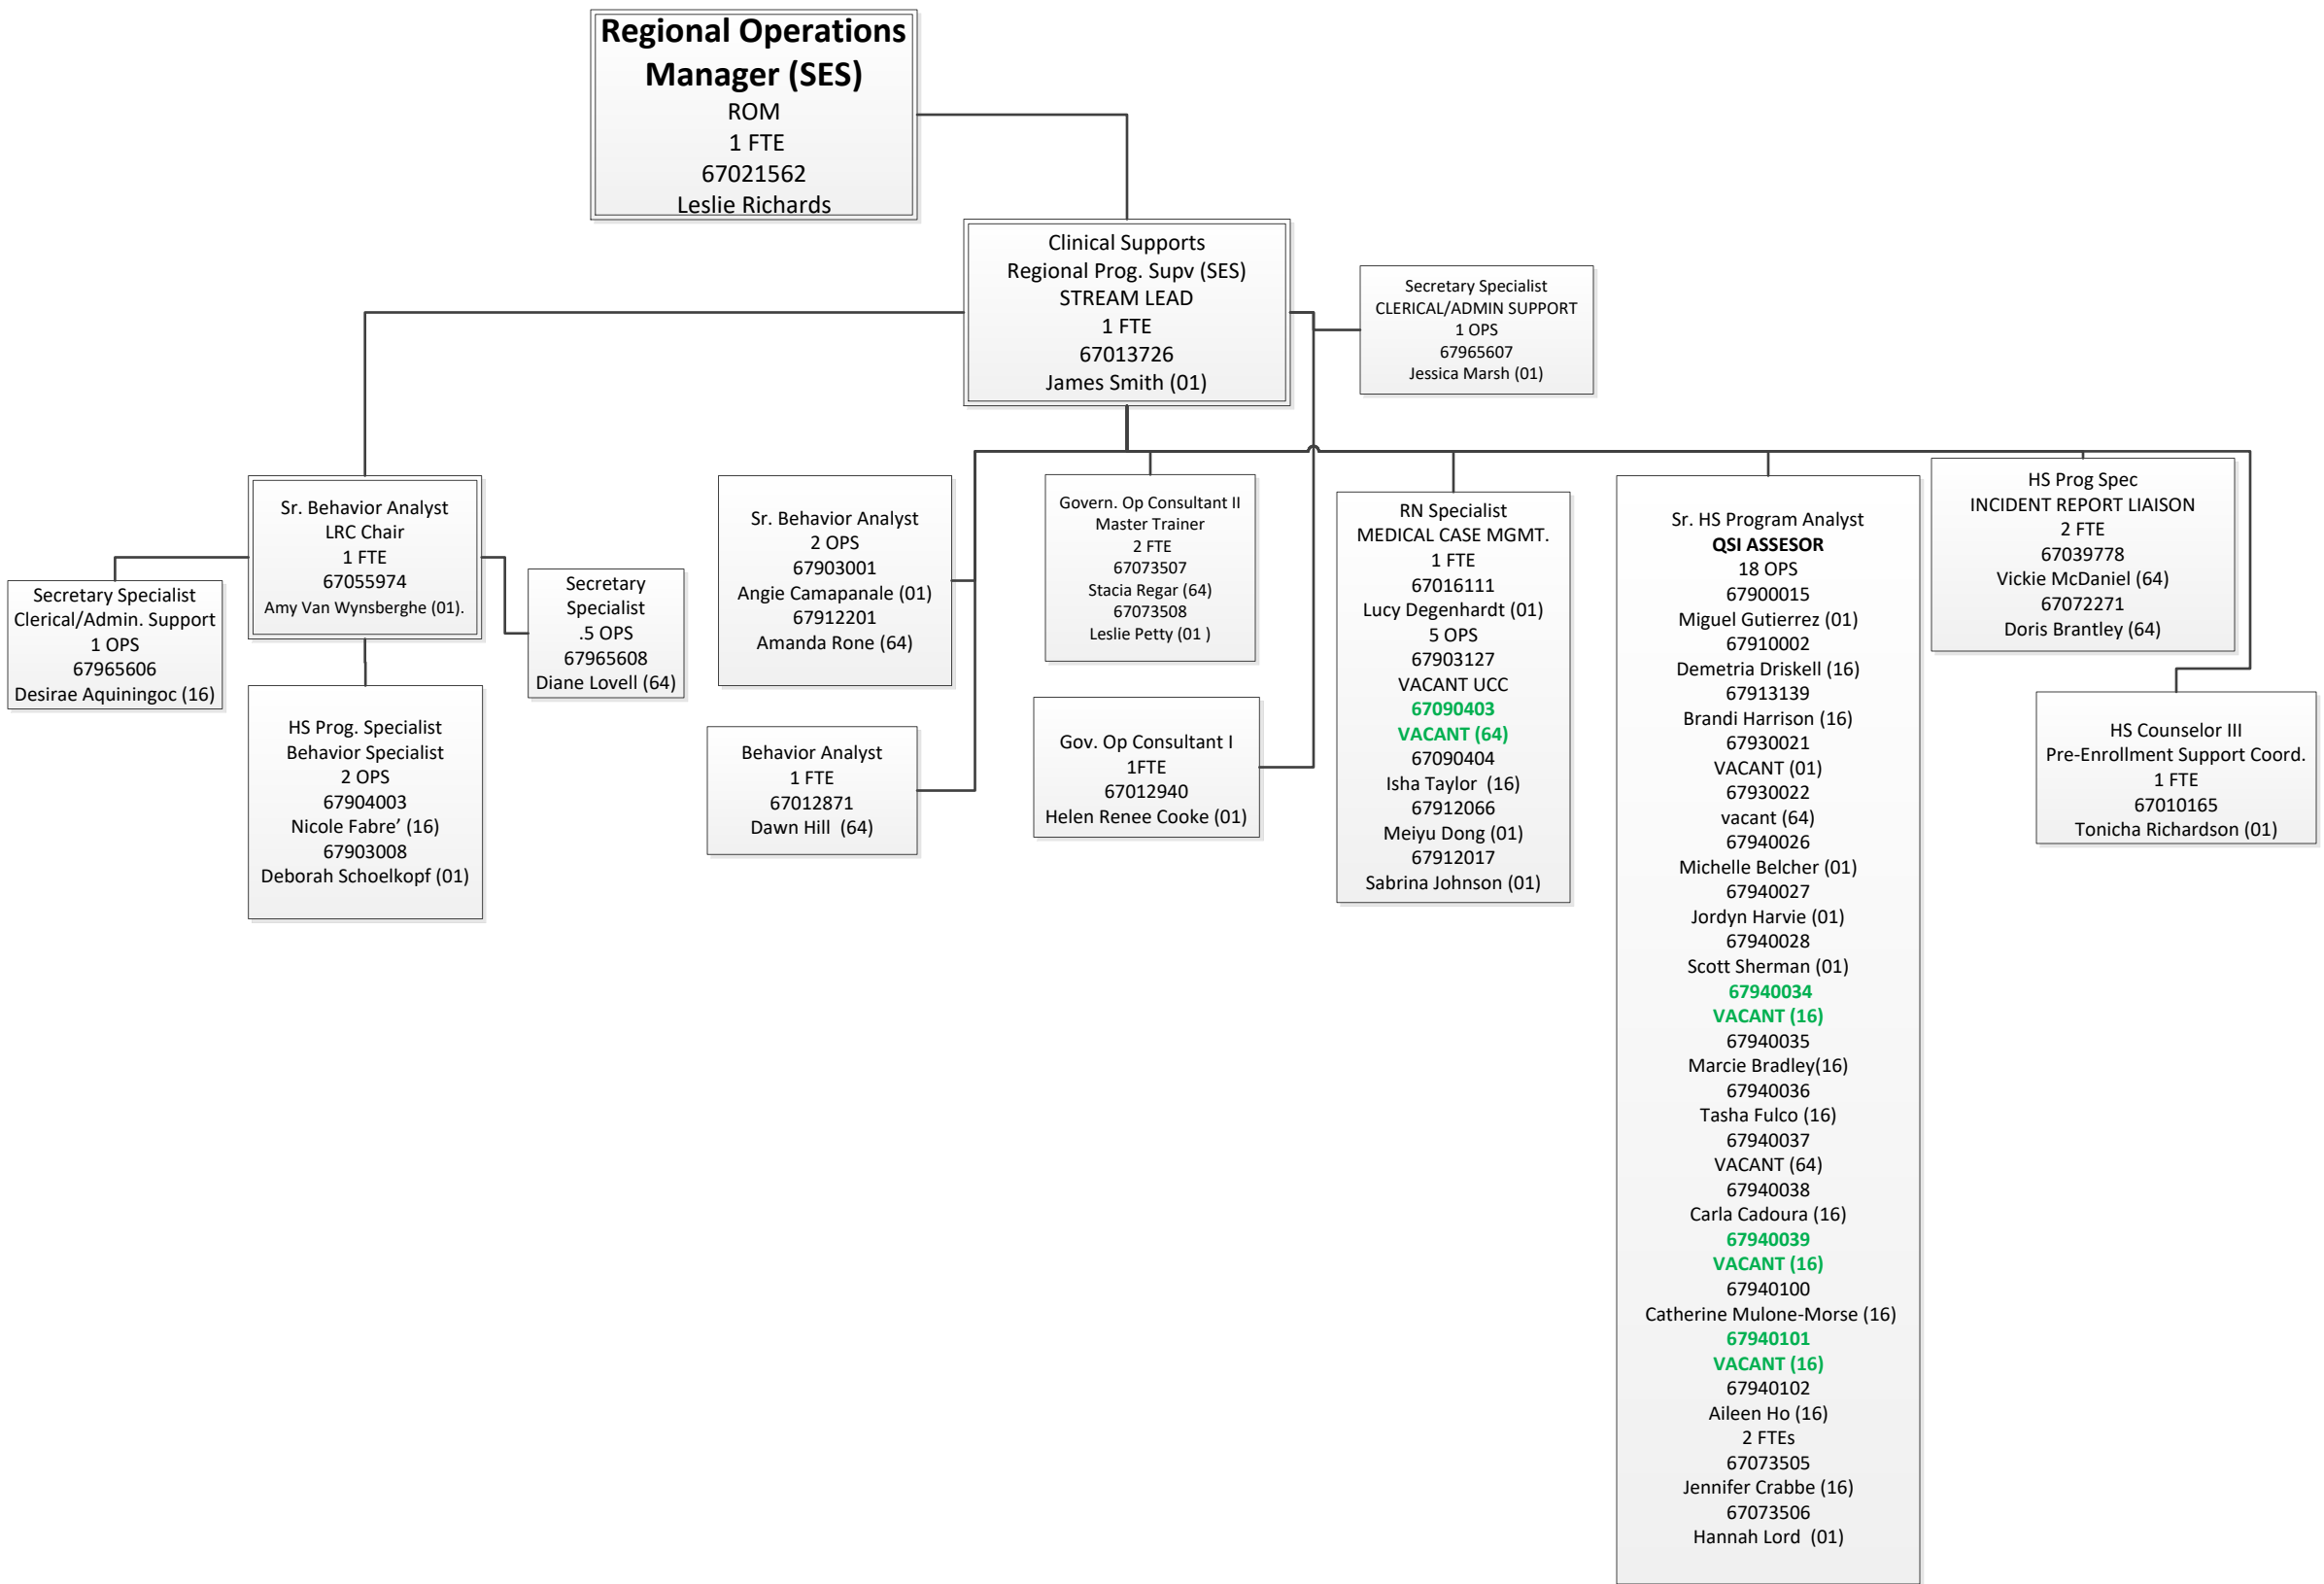 Regional Operations
Manager (SES)
ROM
1 FTE
67021562
Leslie Richards
Clinical Supports
Regional Prog. Supv (SES)
STREAM LEAD
1 FTE
67013726
James Smith (01)
Secretary Specialist
CLERICAL/ADMIN SUPPORT
1 OPS
67965607
Jessica Marsh (01)
Sr. Behavior Analyst
LRC Chair
1 FTE
67055974
Amy Van Wynsberghe (01).
Secretary Specialist
Clerical/Admin. Support
1 OPS
67965606
Desirae Aquiningoc (16)
Secretary
Specialist
.5 OPS
67965608
Diane Lovell (64)
HS Prog. Specialist
Behavior Specialist
2 OPS
67904003
Nicole Fabre’ (16)
67903008
Deborah Schoelkopf (01)
Sr. Behavior Analyst
2 OPS
67903001
Angie Camapanale (01)
67912201
Amanda Rone (64)
Behavior Analyst
1 FTE
67012871
Dawn Hill  (64)
Govern. Op Consultant II
Master Trainer
2 FTE
67073507
Stacia Regar (64)
67073508
Leslie Petty (01 )
Gov. Op Consultant I
1FTE
67012940
Helen Renee Cooke (01)
RN Specialist
MEDICAL CASE MGMT.
1 FTE
67016111
Lucy Degenhardt (01)
5 OPS
67903127
VACANT UCC
67090403
VACANT (64)
67090404
Isha Taylor  (16)
67912066
Meiyu Dong (01)
67912017
Sabrina Johnson (01)
Sr. HS Program Analyst
QSI ASSESOR
18 OPS
67900015
Miguel Gutierrez (01)
67910002
Demetria Driskell (16)
67913139
Brandi Harrison (16)
67930021
VACANT (01)
67930022
vacant (64)
67940026
Michelle Belcher (01)
67940027
Jordyn Harvie (01)
67940028
Scott Sherman (01)
67940034
VACANT (16)
67940035
Marcie Bradley(16)
67940036
Tasha Fulco (16)
67940037
VACANT (64)
67940038
Carla Cadoura (16)
67940039
VACANT (16)
67940100
Catherine Mulone-Morse (16)
67940101
VACANT (16)
67940102
Aileen Ho (16)
2 FTEs
67073505
Jennifer Crabbe (16)
67073506
Hannah Lord  (01)
HS Prog Spec
INCIDENT REPORT LIAISON
2 FTE
67039778
Vickie McDaniel (64)
67072271
Doris Brantley (64)
HS Counselor III
Pre-Enrollment Support Coord.
1 FTE
67010165
Tonicha Richardson (01)